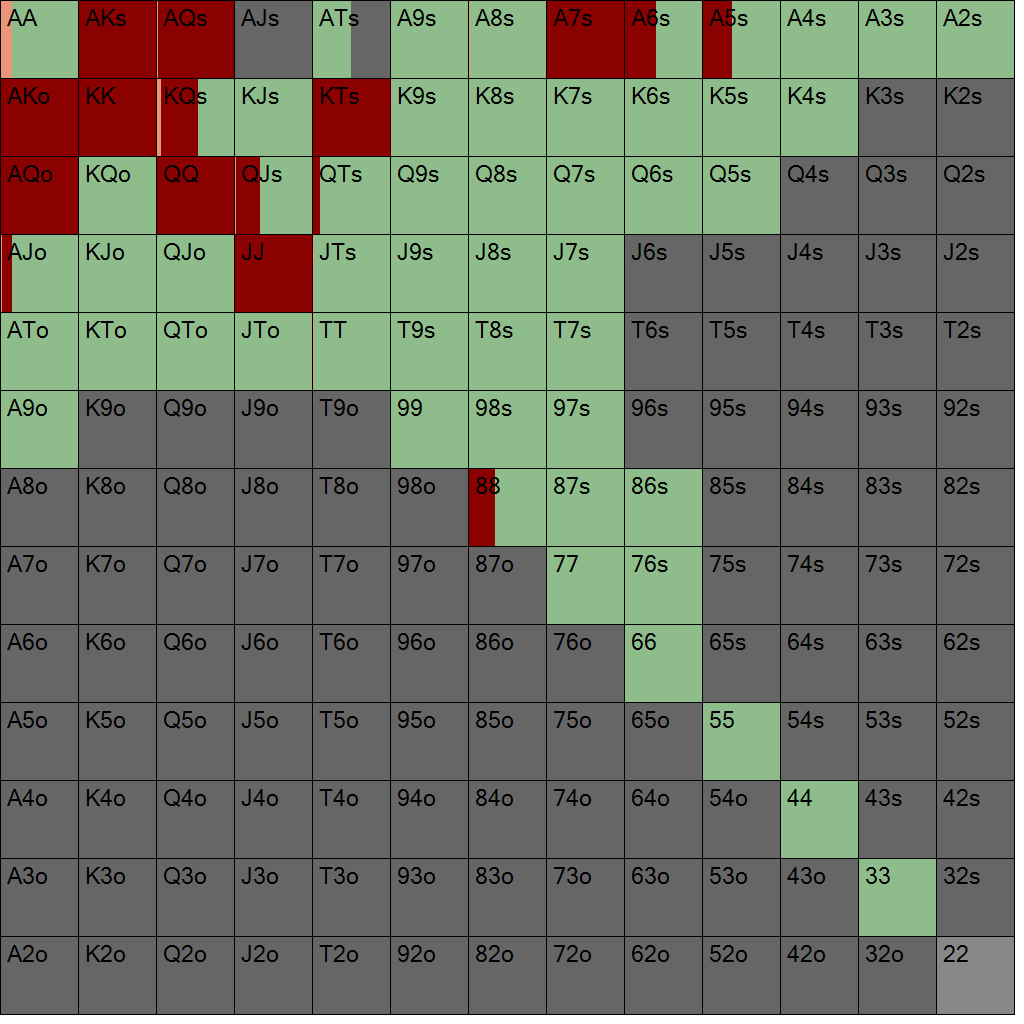 AA AKs AQs AJs ATs A9s A8s A7s A6s A5s A4s A3s A2s
AKo KK KQs KJs KTs K9s K8s K7s K6s K5s K4s K3s K2s
AQo KQo QQ QJs QTs Q9s Q8s Q7s Q6s Q5s Q4s Q3s Q2s
AJo KJo QJo JJ JTs J9s J8s J7s J6s J5s J4s J3s J2s
ATo KTo QTo JTo TT T9s T8s T7s T6s T5s T4s T3s T2s
A9o K9o Q9o J9o T9o 99 98s 97s 96s 95s 94s 93s 92s
A8o K8o Q8o J8o T8o 98o 88 87s 86s 85s 84s 83s 82s
A7o K7o Q7o J7o T7o 97o 87o 77 76s 75s 74s 73s 72s
A6o K6o Q6o J6o T6o 96o 86o 76o 66 65s 64s 63s 62s
A5o K5o Q5o J5o T5o 95o 85o 75o 65o 55 54s 53s 52s
A4o K4o Q4o J4o T4o 94o 84o 74o 64o 54o 44 43s 42s
A3o K3o Q3o J3o T3o 93o 83o 73o 63o 53o 43o 33 32s
A2o K2o Q2o J2o T2o 92o 82o 72o 62o 52o 42o 32o 22